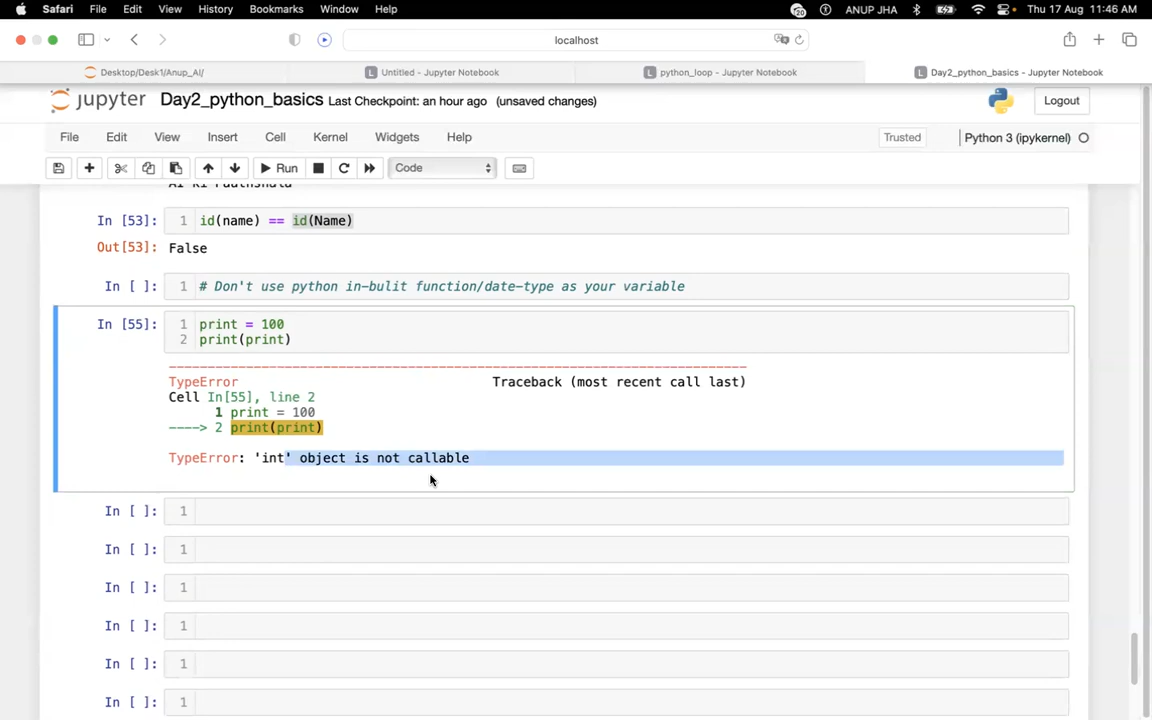 Safari File Edit View History Bookmarks Window Help 20 ANUP JHA Thu 17 Aug 11:46 AM
localhost
Desktop/Desk1/Anup_AI/ Untitled - Jupyter Notebook python_loop - Jupyter Notebook Day2_python_basics - Jupyter Notebook
jupyter Day2_python_basics Last Checkpoint: an hour ago (unsaved changes) Logout
File Edit View Insert Cell Kernel Widgets Help Trusted Python 3 (ipykernel)
Run Code
AI Ki Paathshala
In [53]: 1 id(name) == id(Name)
Out[53]: False
In [ ]: 1 # Don't use python in-bulit function/date-type as your variable
In [55]: 1 print = 100
2 print(print)
---------------------------------------------------------------------------
TypeError Traceback (most recent call last)
Cell In[55], line 2
1 print = 100
----> 2 print(print)
TypeError: 'int' object is not callable
In [ ]: 1
In [ ]: 1
In [ ]: 1
In [ ]: 1
In [ ]: 1
In [ ]: 1